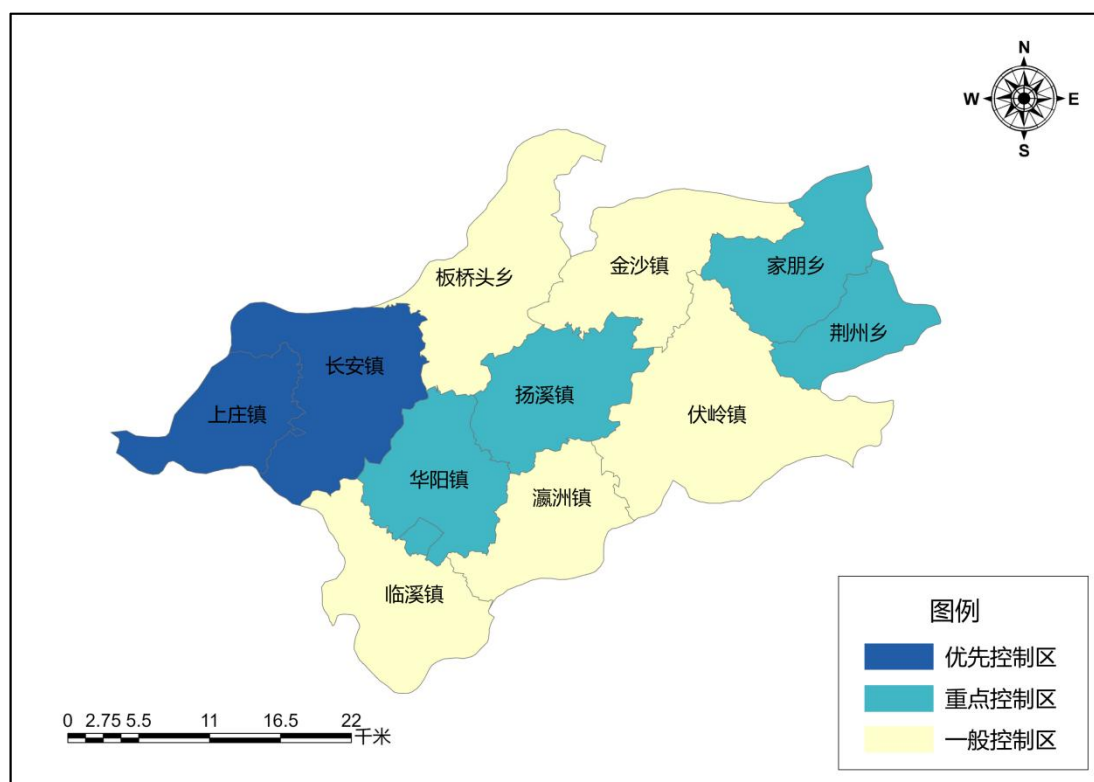 N
W E
S
板桥头乡
金沙镇
家朋乡
荆州乡
长安镇
上庄镇
扬溪镇
伏岭镇
华阳镇
瀛洲镇
临溪镇
图例
优先控制区
重点控制区
一般控制区
0 2.75 5.5 11 16.5 22
千米